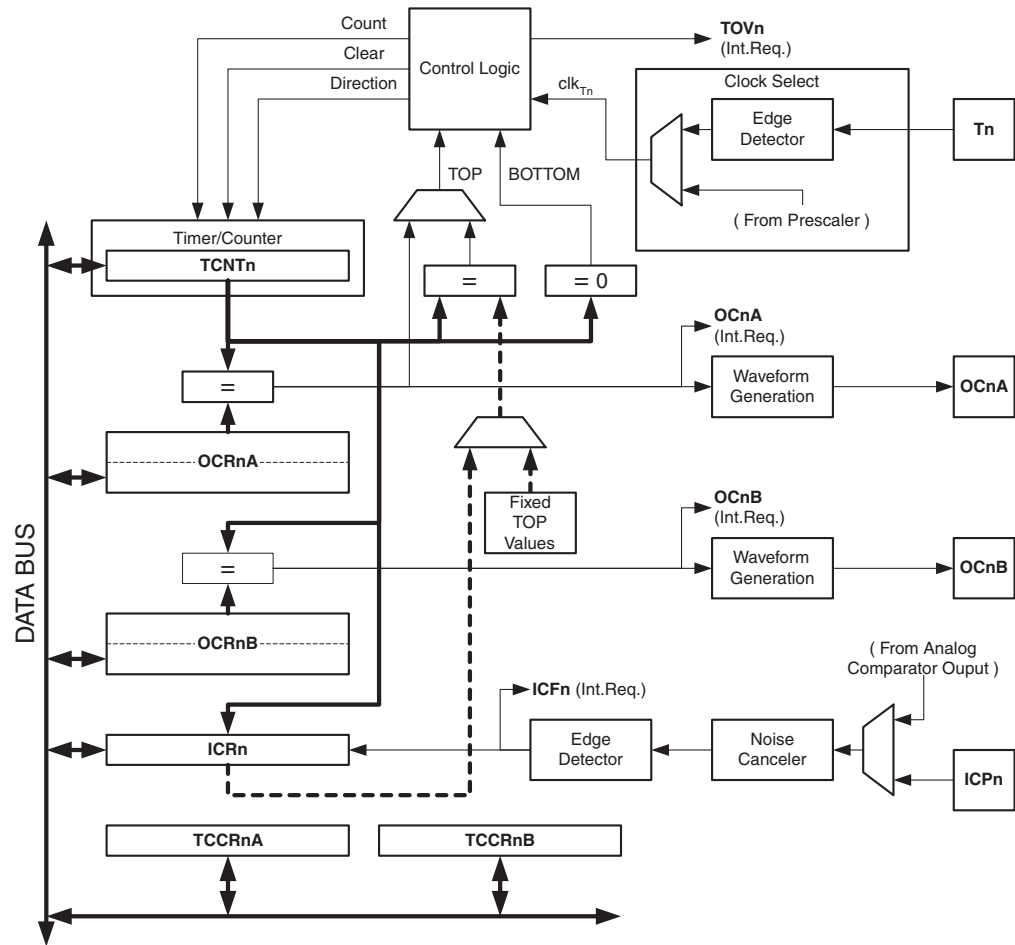 Count
Clear
Direction
Control Logic
TOVn
(Int.Req.)
clkTn
Clock Select
Edge
Detector
Tn
( From Prescaler )
TOP
BOTTOM
Timer/Counter
TCNTn
=
= 0
OCnA
(Int.Req.)
=
Waveform
Generation
OCnA
OCRnA
Fixed
TOP
Values
OCnB
(Int.Req.)
=
Waveform
Generation
OCnB
DATA BUS
OCRnB
( From Analog
Comparator Ouput )
ICFn (Int.Req.)
ICRn
Edge
Detector
Noise
Canceler
ICPn
TCCRnA
TCCRnB